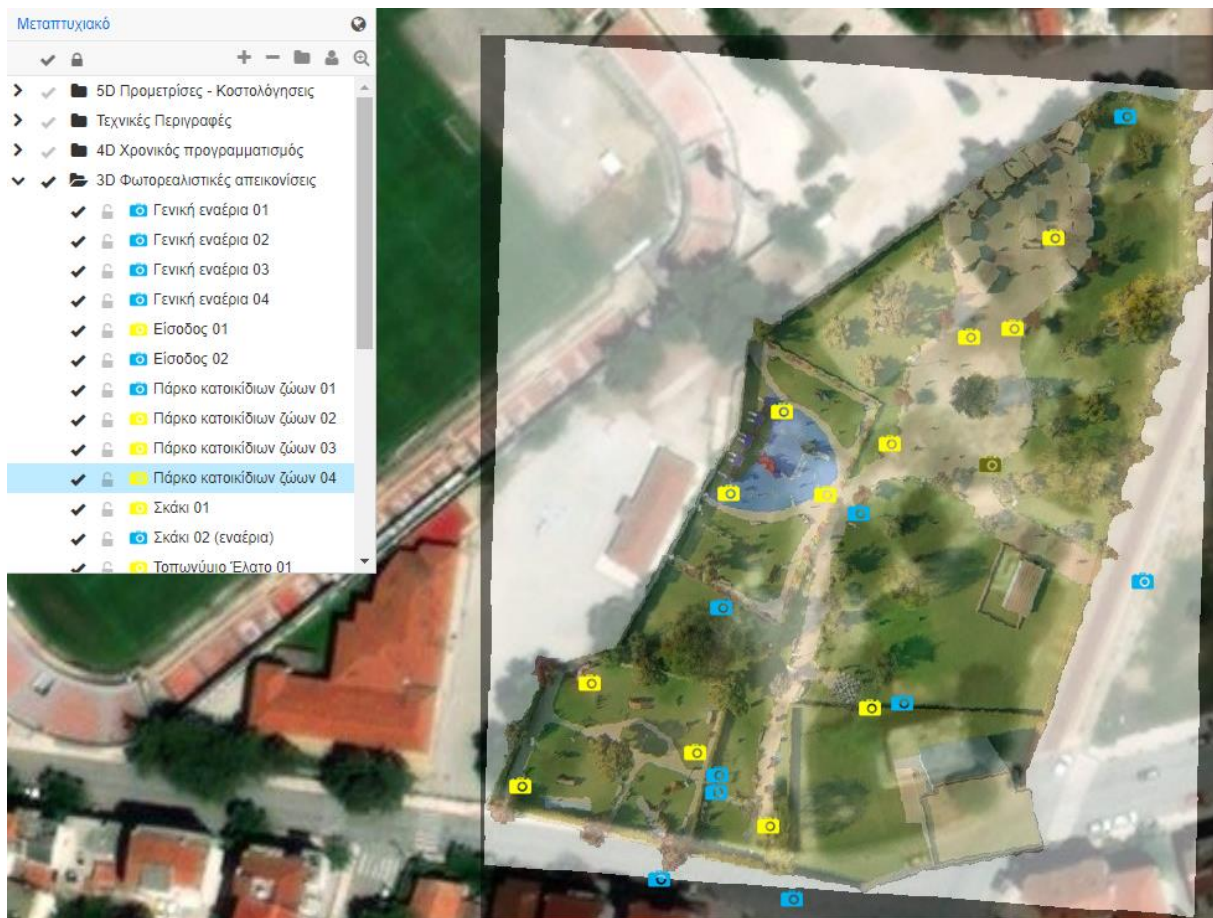 Μεταπτυχιακό
5D Προμετρίσες - Κοστολόγησεις
Τεχνικές Περιγραφές
4D Χρονικός προγραμματισμός
3D Φωτορεαλιστικές απεικονίσεις
Γενική εναέρια 01
Γενική εναέρια 02
Γενική εναέρια 03
Γενική εναέρια 04
Είσοδος 01
Είσοδος 02
Πάρκο κατοικίδιων ζώων 01
Πάρκο κατοικίδιων ζώων 02
Πάρκο κατοικίδιων ζώων 03
Πάρκο κατοικίδιων ζώων 04
Σκάκι 01
Σκάκι 02 (εναέρια)
Τοπωνύμιο Έλατο 01